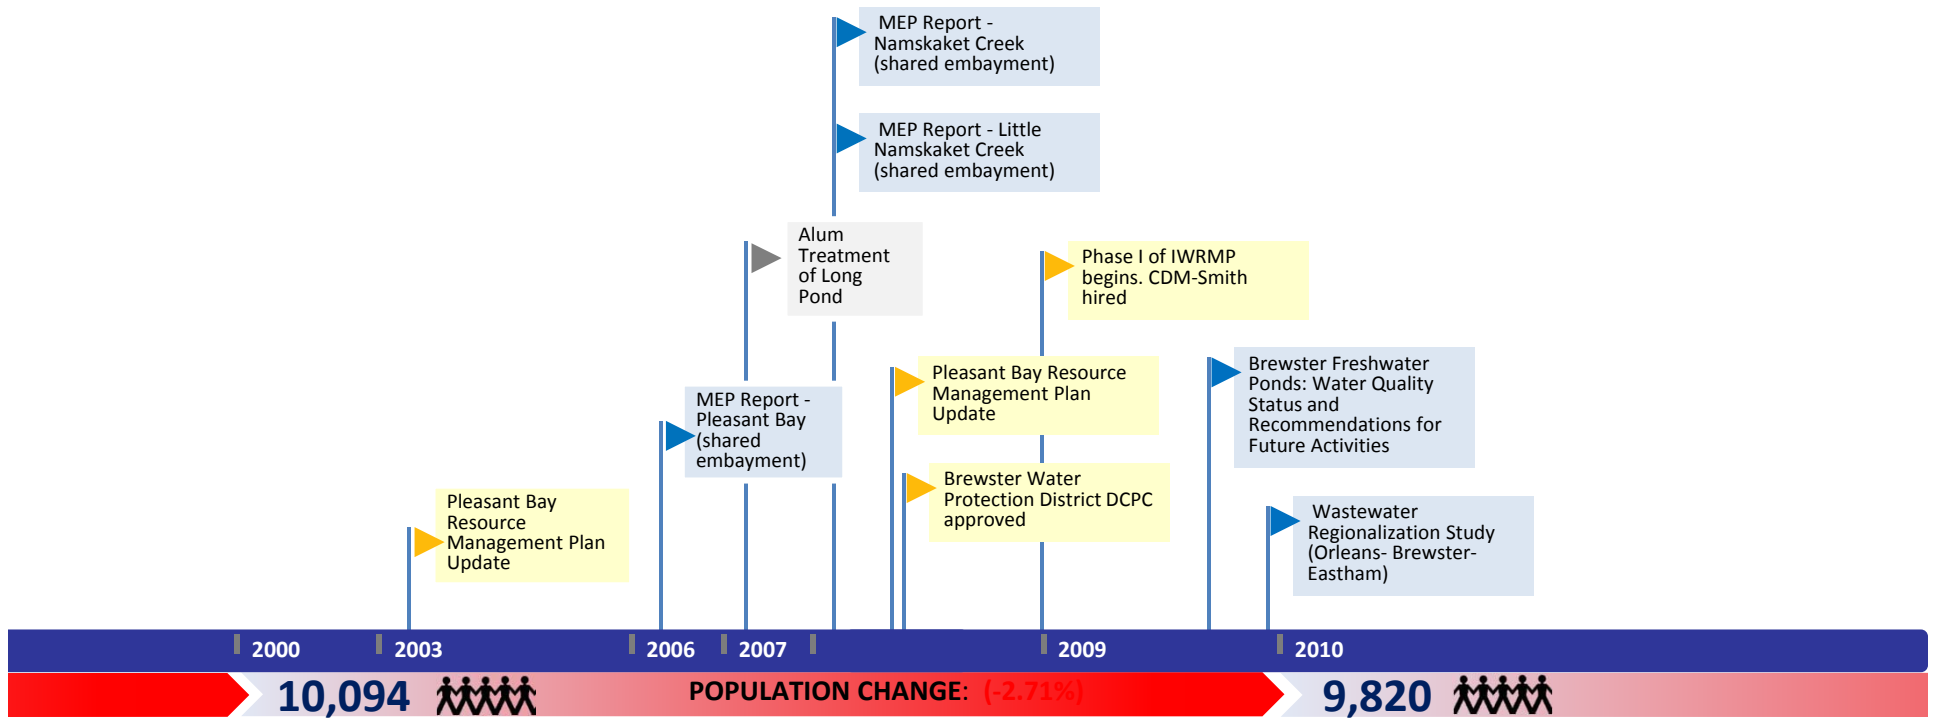 MEP Report -
Namskaket Creek
(shared embayment)
MEP Report - Little
Namskaket Creek
(shared embayment)
Alum
Treatment
of Long
Pond
Phase I of IWRMP
begins. CDM-Smith
hired
MEP Report -
Pleasant Bay
(shared
embayment)
Pleasant Bay Resource
Management Plan
Update
Brewster Freshwater
Ponds: Water Quality
Status and
Recommendations for
Future Activities
Pleasant Bay
Resource
Management Plan
Update
Brewster Water
Protection District DCPC
approved
Wastewater
Regionalization Study
(Orleans- Brewster-
Eastham)
2000 2003 2006 2007 2009 2010
10,094 POPULATION CHANGE: (-2.71%) 9,820